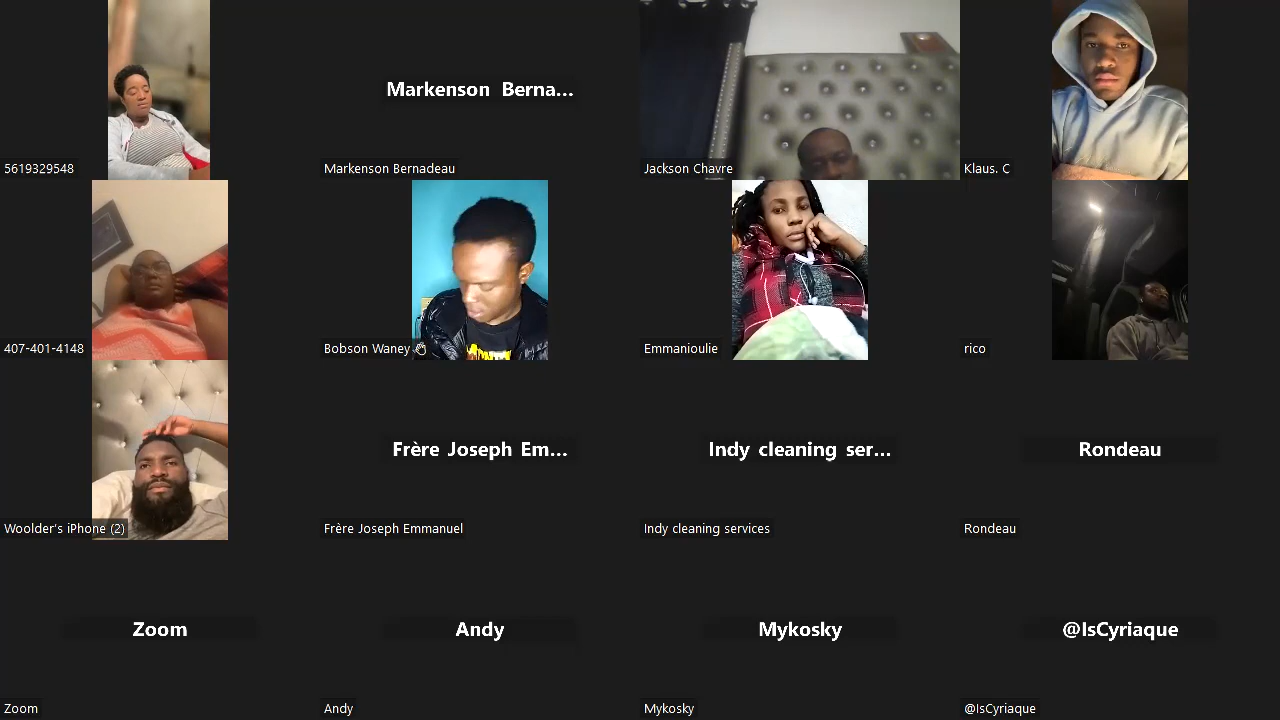 Markenson Berna...
5619329548
Markenson Bernadeau
Jackson Chavre
Klaus. C
407-401-4148
Bobson Waney
Emmanioulie
rico
Frère Joseph Em...
Indy cleaning ser...
Rondeau
Woolder's iPhone (2)
Frère Joseph Emmanuel
Indy cleaning services
Rondeau
Zoom
Andy
Mykosky
@IsCyriaque
Zoom
Andy
Mykosky
@IsCyriaque